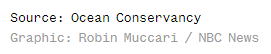 Source: Ocean Conservancy
Graphic: Robin Muccari / NBC News